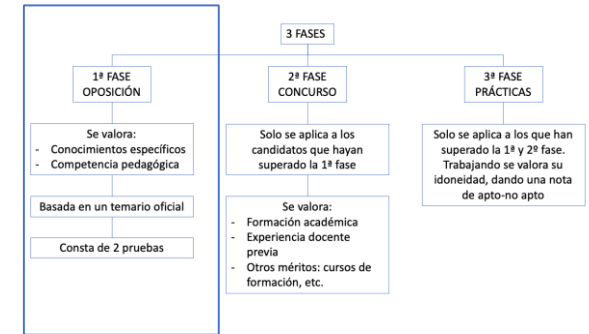 3 FASES
1ª FASE
OPOSICIÓN
Se valora:
- Conocimientos específicos
- Competencia pedagógica
Basada en un temario oficial
Consta de 2 pruebas
2ª FASE
CONCURSO
Solo se aplica a los
candidatos que hayan
superado la 1ª fase
Se valora:
- Formación académica
- Experiencia docente
previa
- Otros méritos: cursos de
formación, etc.
3ª FASE
PRÁCTICAS
Solo se aplica a los que han
superado la 1ª y 2º fase.
Trabajando se valora su
idoneidad, dando una nota
de apto-no apto